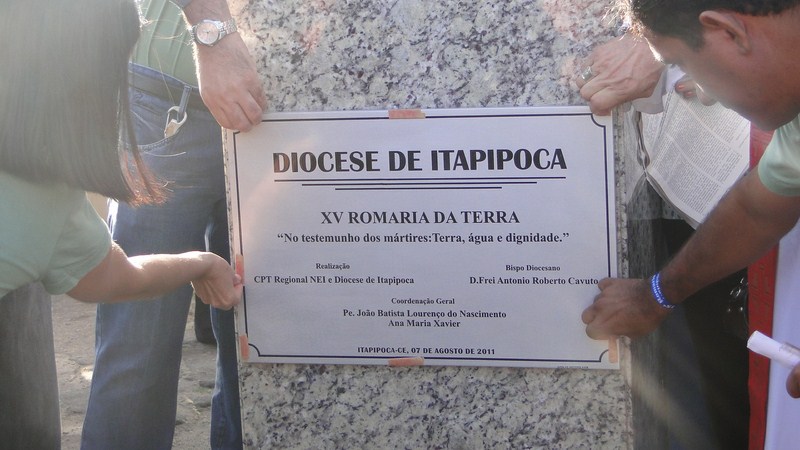 DIOCESE DE ITAPIPOCA
XV ROMARIA DA TERRA
“No testemunho dos mártires:Terra, água e dignidade.”
Realização
CPT Regional NE1 e Diocese de Itapipoca
Bispo Diocesano
D.Frei Antonio Roberto Cavuto
Coordenação Geral
Pe. João Batista Lourenço do Nascimento
Ana Maria Xavier
ITAPIPOCA-CE, 07 DE AGOSTO DE 2011